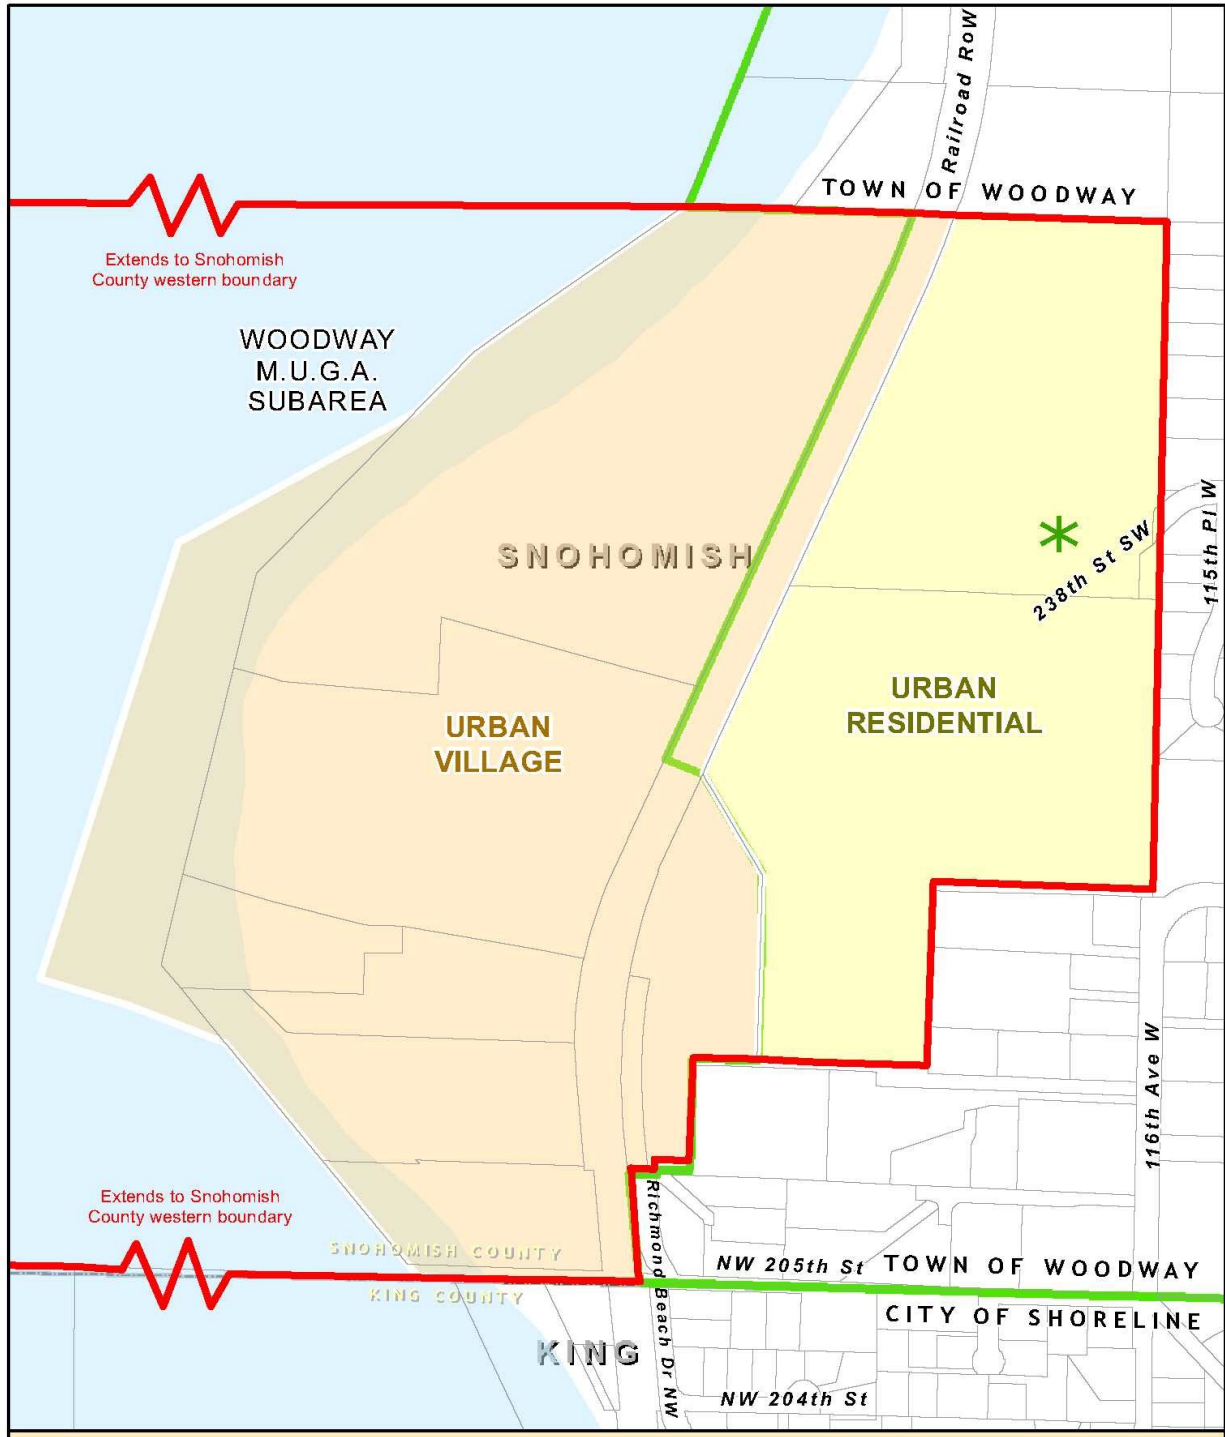 Railroad RoW
TOWN OF WOODWAY
Extends to Snohomish
County western boundary
WOODWAY
M.U.G.A.
SUBAREA
115th Pl W
SNOHOMISH
238th St SW
URBAN
RESIDENTIAL
URBAN
VILLAGE
116th Ave W
Extends to Snohomish
County western boundary
Richmond Beach Dr NW
SNOHOMISH COUNTY
KING COUNTY
NW 205th St
TOWN OF WOODWAY
CITY OF SHORELINE
KING
NW 204th St